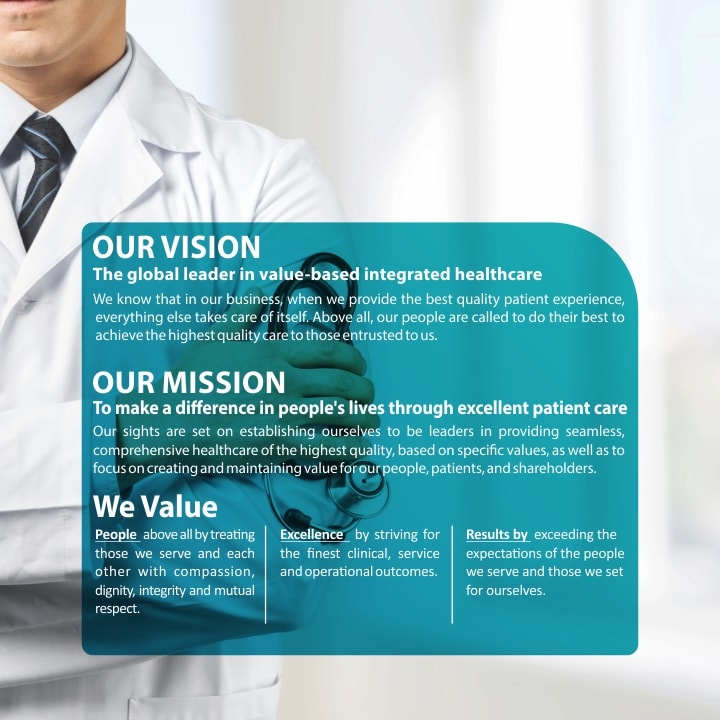 OUR VISION
The global leader in value-based integrated healthcare
We know that in our business, when we provide the best quality patient experience,
everything else takes care of itself. Above all, our people are called to do their best to
achieve the highest quality care to those entrusted to us.
OUR MISSION
To make a difference in people's lives through excellent patient care
Our sights are set on establishing ourselves to be leaders in providing seamless,
comprehensive healthcare of the highest quality, based on specific values, as well as to
focus on creating and maintaining value for our people, patients, and shareholders.
We Value
People above all by treating
those we serve and each
other with compassion,
dignity, integrity and mutual
respect.
Excellence by striving for
the finest clinical, service
and operational outcomes.
Results by exceeding the
expectations of the people
we serve and those we set
for ourselves.